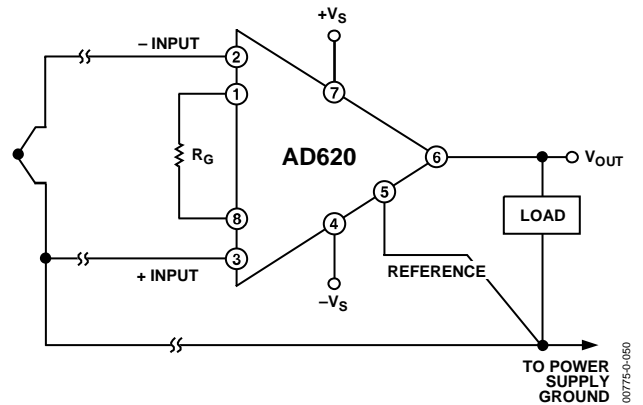 +VS
– INPUT
2
1
7
RG
AD620
6
VOUT
5
LOAD
8
4
3
REFERENCE
+ INPUT
–VS
TO POWER
SUPPLY
GROUND
00775-0-050